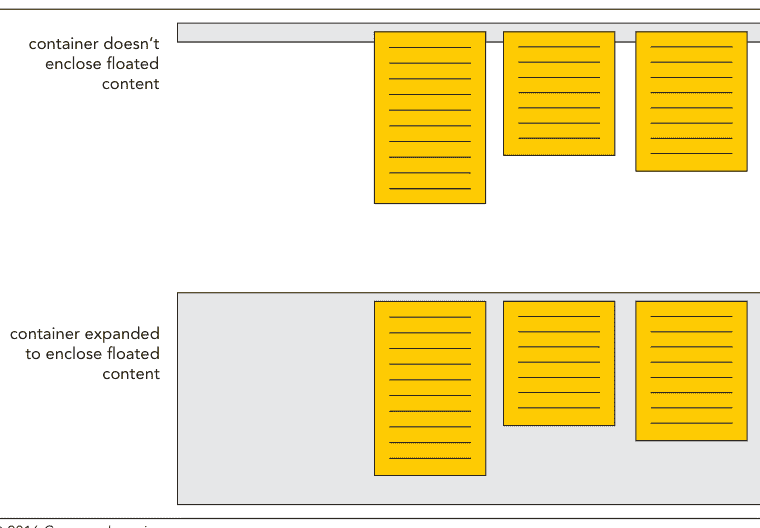 container doesn't
enclose floated
content
container expanded
to enclose floated
content